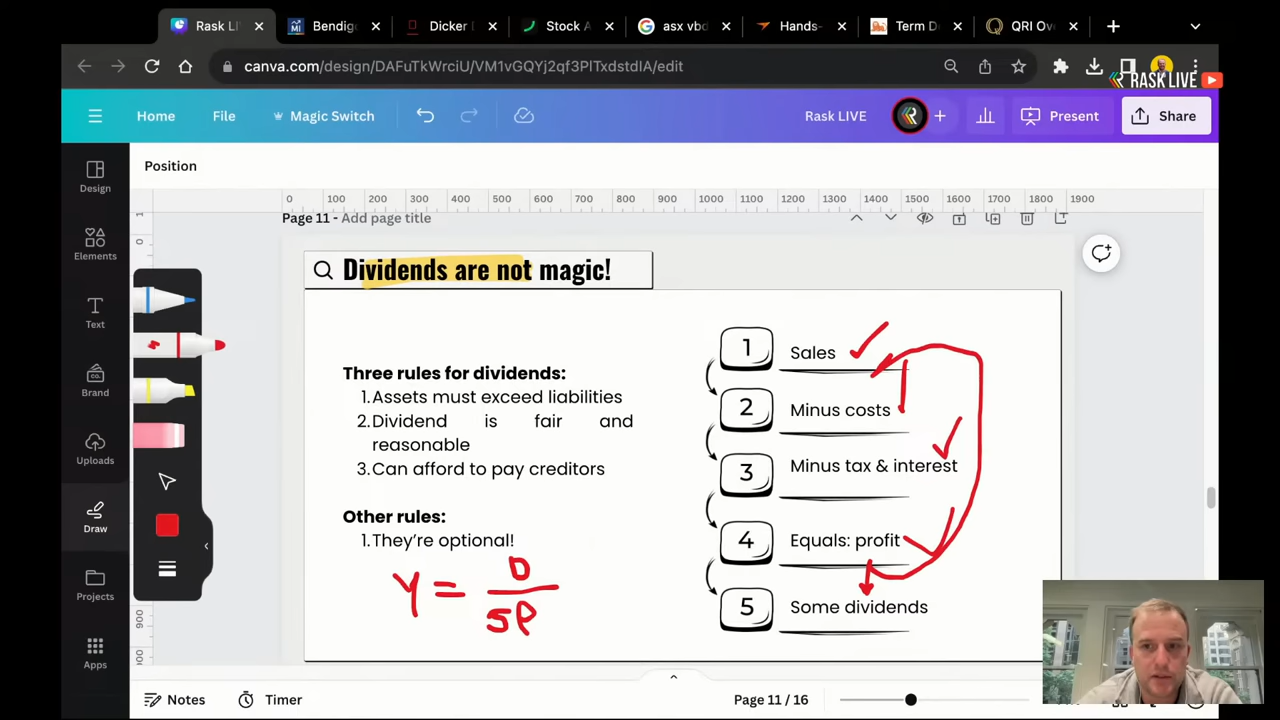 Rask LI
Bendig
Dicker
Stock A
asx vbd
Hands-
Term D
QRI Ov
canva.com/design/DAFuTkWrciU/VM1vGQYj2qf3PlTxdstdIA/edit
RASK LIVE
Home
File
Magic Switch
Rask LIVE
Present
Share
Position
Design
Elements
Text
Brand
Uploads
Draw
Projects
Apps
0 100 200 300 400 500 600 700 800 900 1000 1100 1200 1300 1400 1500 1600 1700 1800 1900
0
900
Page 11 - Add page title
Dividends are not magic!
Three rules for dividends:
1. Assets must exceed liabilities
2. Dividend is fair and
reasonable
3. Can afford to pay creditors
Other rules:
1. They're optional!
Y = D
SP
1 Sales
2 Minus costs
3 Minus tax & interest
4 Equals: profit
5 Some dividends
Notes
Timer
Page 11 / 16